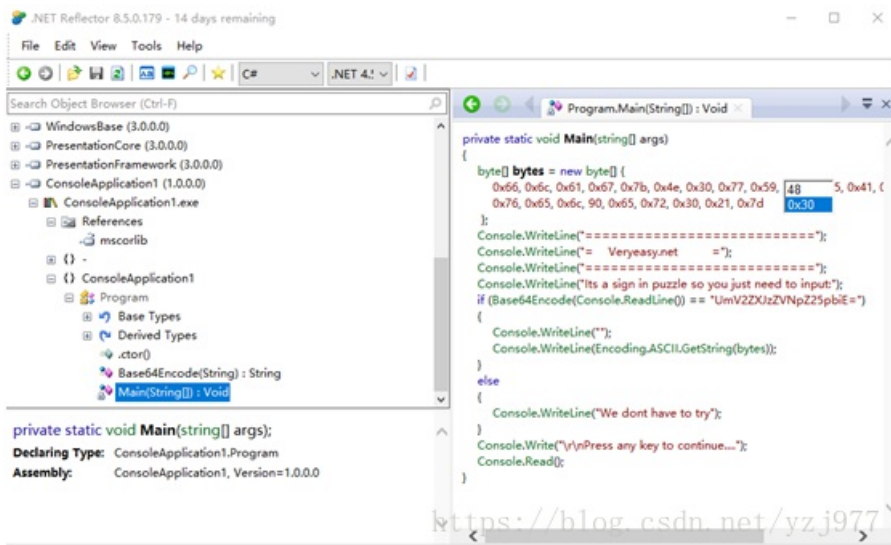 .NET Reflector 8.5.0.179 - 14 days remaining
File Edit View Tools Help
C# .NET 4.
Search Object Browser (Ctrl-F)
WindowsBase (3.0.0.0)
PresentationCore (3.0.0.0)
PresentationFramework (3.0.0.0)
ConsoleApplication1 (1.0.0.0)
ConsoleApplication1.exe
References
mscorlib
{} -
{} ConsoleApplication1
Program
Base Types
Derived Types
.ctor()
Base64Encode(String) : String
Main(String[]) : Void
private static void Main(string[] args);
Declaring Type: ConsoleApplication1.Program
Assembly: ConsoleApplication1, Version=1.0.0.0
Program.Main(String[]) : Void
private static void Main(string[] args)
{
byte[] bytes = new byte[] {
0x66, 0x6c, 0x61, 0x67, 0x7b, 0x4e, 0x30, 0x77, 0x59, 48 5, 0x41, 0
0x76, 0x65, 0x6c, 90, 0x65, 0x72, 0x30, 0x21, 0x7d 0x30
};
Console.WriteLine("============================");
Console.WriteLine("= Veryeasy.net =");
Console.WriteLine("============================");
Console.WriteLine("Its a sign in puzzle so you just need to input:");
if (Base64Encode(Console.ReadLine()) == "UmV2ZXJzZVNpZ25pbiE=")
{
Console.WriteLine("");
Console.WriteLine(Encoding.ASCII.GetString(bytes));
}
else
{
Console.WriteLine("We dont have to try");
}
Console.Write("\r\nPress any key to continue....");
Console.Read();
}
https://blog.csdn.net/yzj977